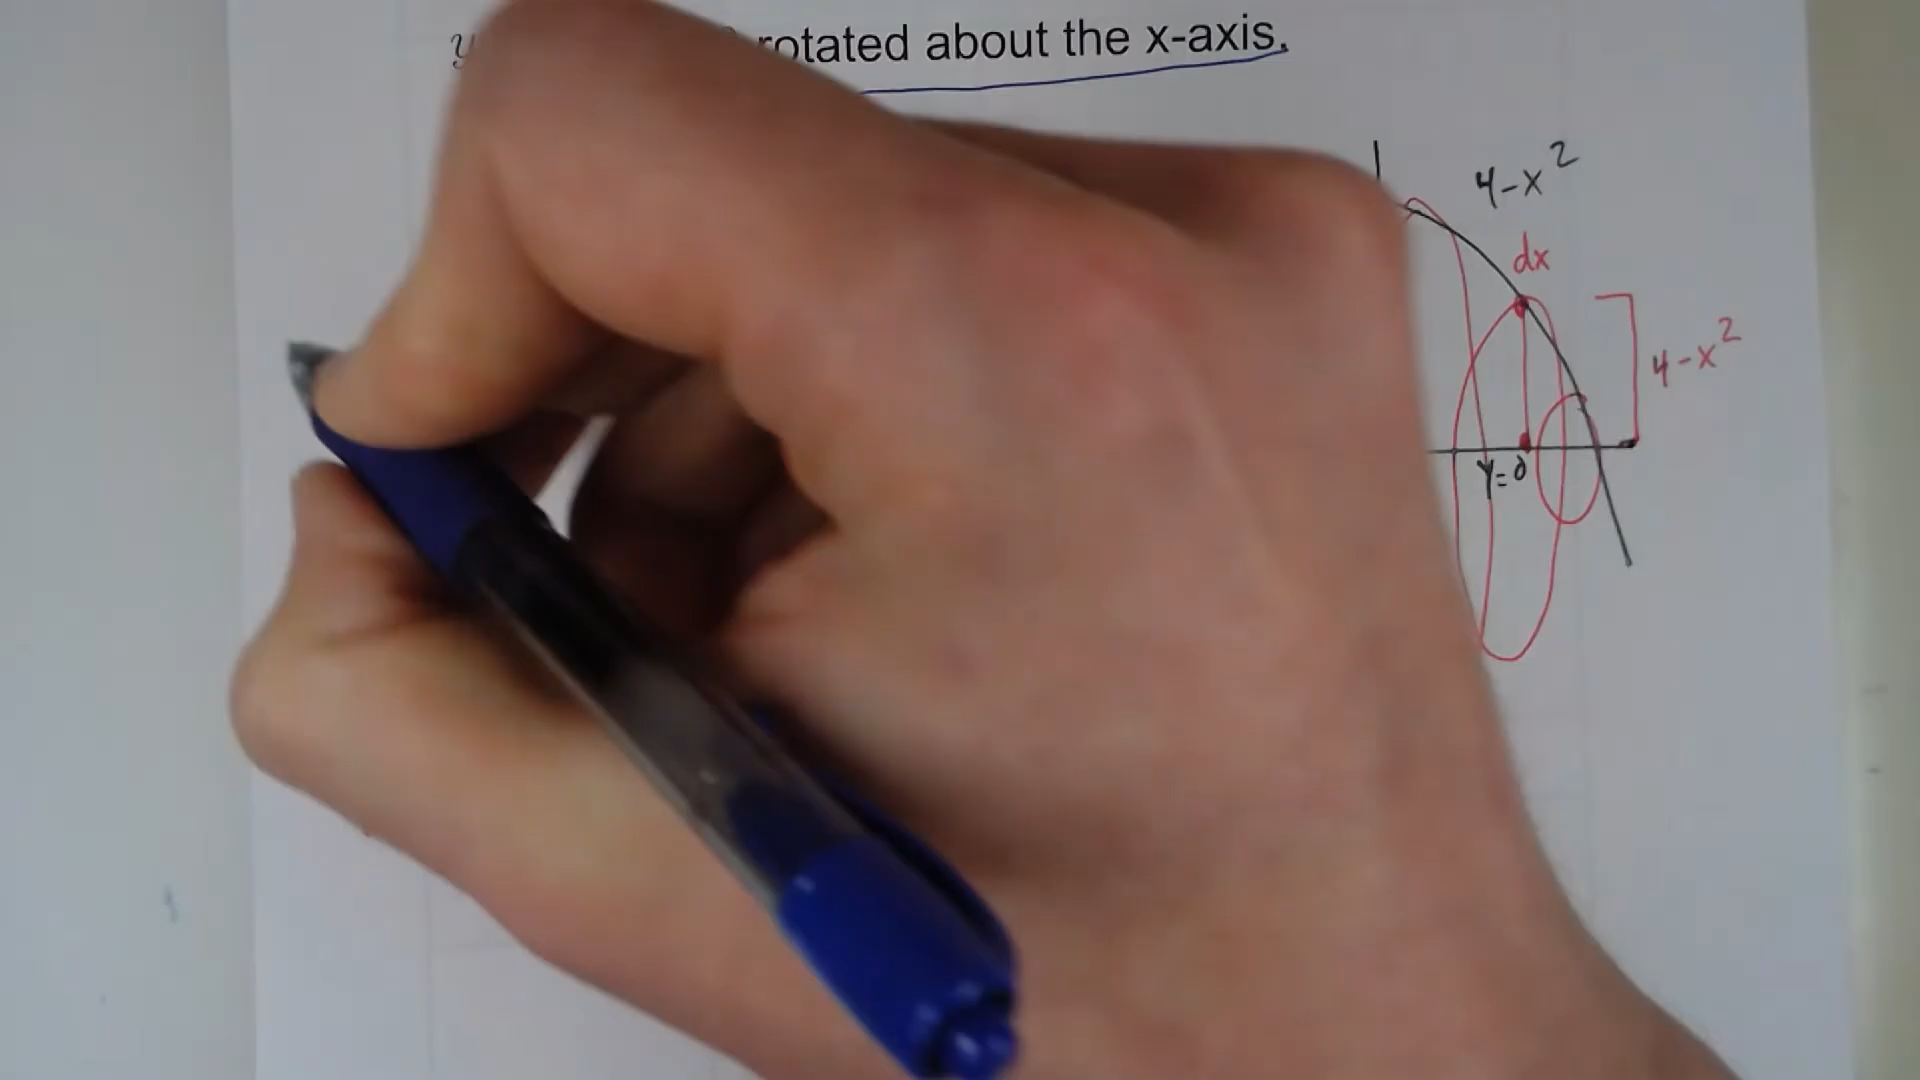 y rotated about the x-axis.
4-x²
dx
4-x²
y=0